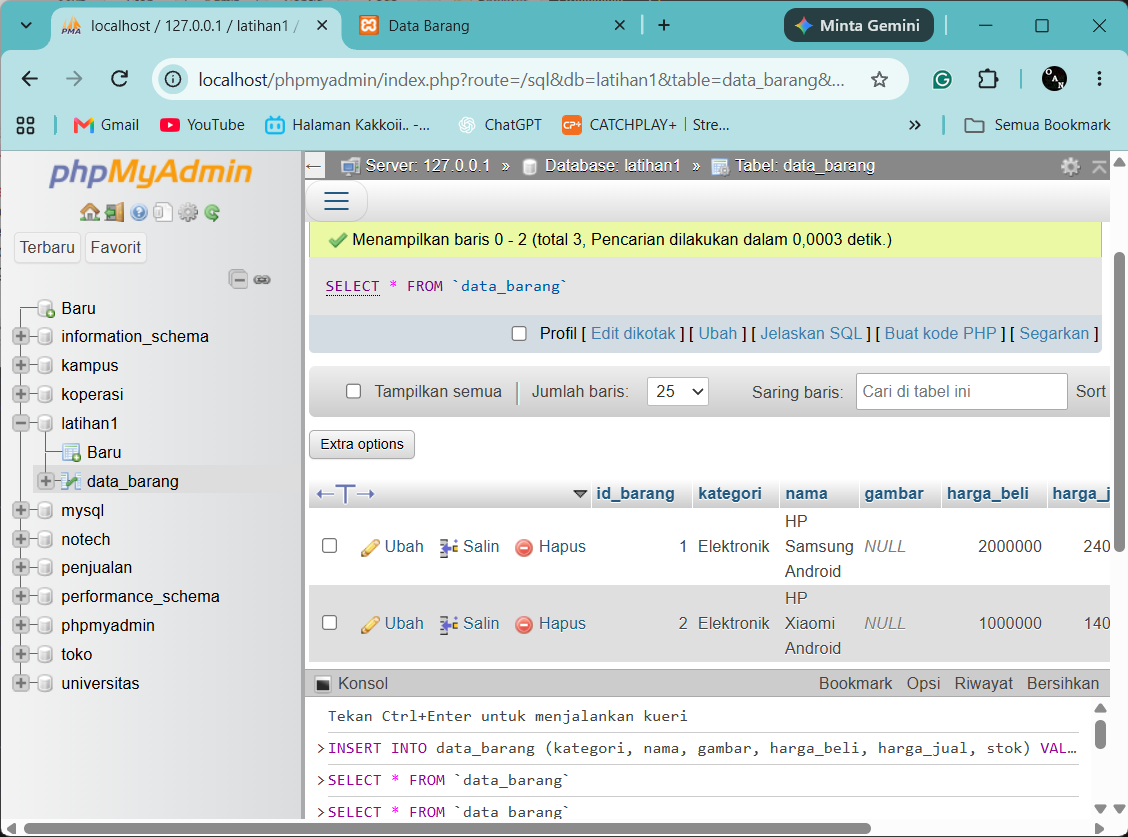 localhost / 127.0.0.1 / latihan1 /
Data Barang
Minta Gemini
localhost/phpmyadmin/index.php?route=/sql&db=latihan1&table=data_barang&...
Gmail
YouTube
Halaman Kakkoii.. -...
ChatGPT
CATCHPLAY+ | Stre...
»
Semua Bookmark
phpMyAdmin
Terbaru
Favorit
Baru
information_schema
kampus
koperasi
latihan1
Baru
data_barang
mysql
notech
penjualan
performance_schema
phpmyadmin
toko
universitas
Server: 127.0.0.1 » Database: latihan1 » Tabel: data_barang
Menampilkan baris 0 - 2 (total 3, Pencarian dilakukan dalam 0,0003 detik.)
SELECT * FROM `data_barang`
Profil [ Edit dikotak ] [ Ubah ] [ Jelaskan SQL ] [ Buat kode PHP ] [ Segarkan ]
Tampilkan semua | Jumlah baris: 25 Saring baris: Cari di tabel ini Sort
Extra options
id_barang kategori nama gambar harga_beli harga_j
Ubah Salin Hapus 1 Elektronik HP Samsung Android NULL 2000000 240
Ubah Salin Hapus 2 Elektronik HP Xiaomi Android NULL 1000000 140
Konsol Bookmark Opsi Riwayat Bersihkan
Tekan Ctrl+Enter untuk menjalankan kueri
>INSERT INTO data_barang (kategori, nama, gambar, harga_beli, harga_jual, stok) VAL…
>SELECT * FROM `data_barang`
>SELECT * FROM `data_barang`